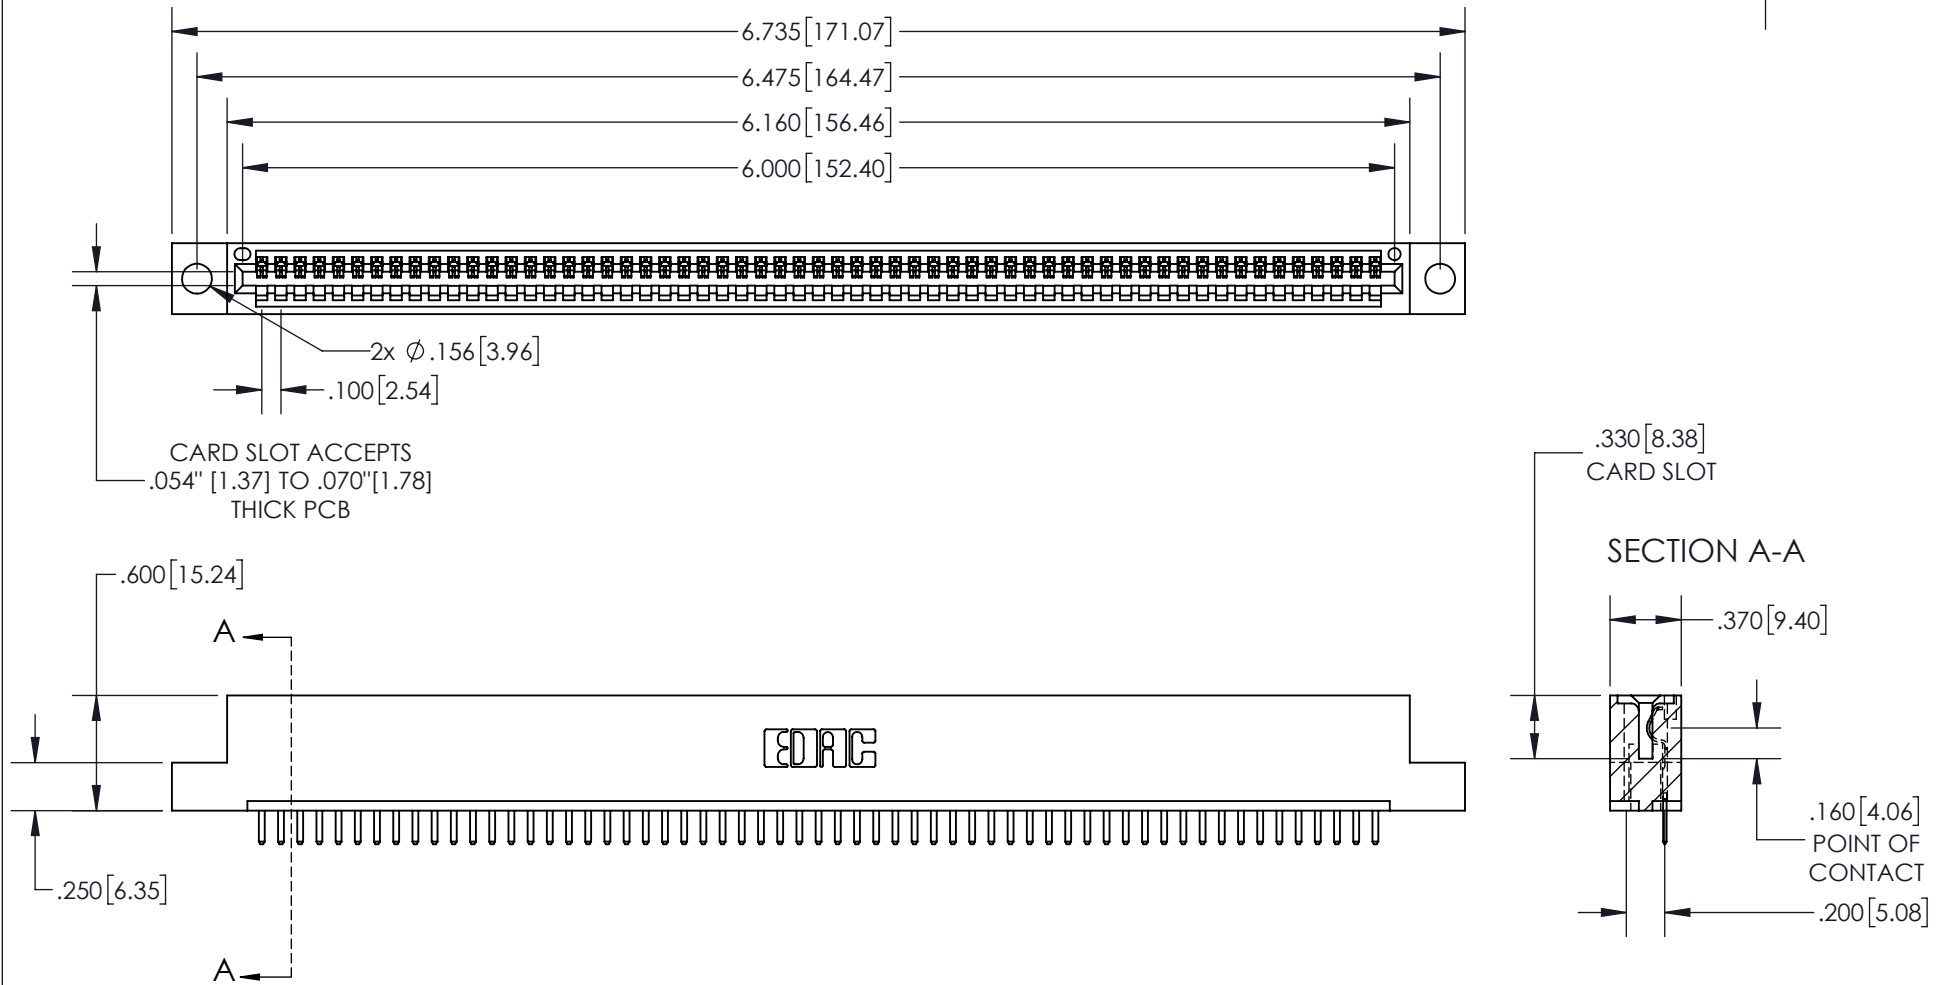 6.735[171.07]
6.475[164.47]
6.160[156.46]
6.000[152.40]
2x Ø.156[3.96]
.100[2.54]
CARD SLOT ACCEPTS
.054" [1.37] TO .070"[1.78]
THICK PCB
.330[8.38]
CARD SLOT
SECTION A-A
.600[15.24]
.370[9.40]
A
EDAC
.160[4.06]
POINT OF
CONTACT
.250[6.35]
.200[5.08]
A